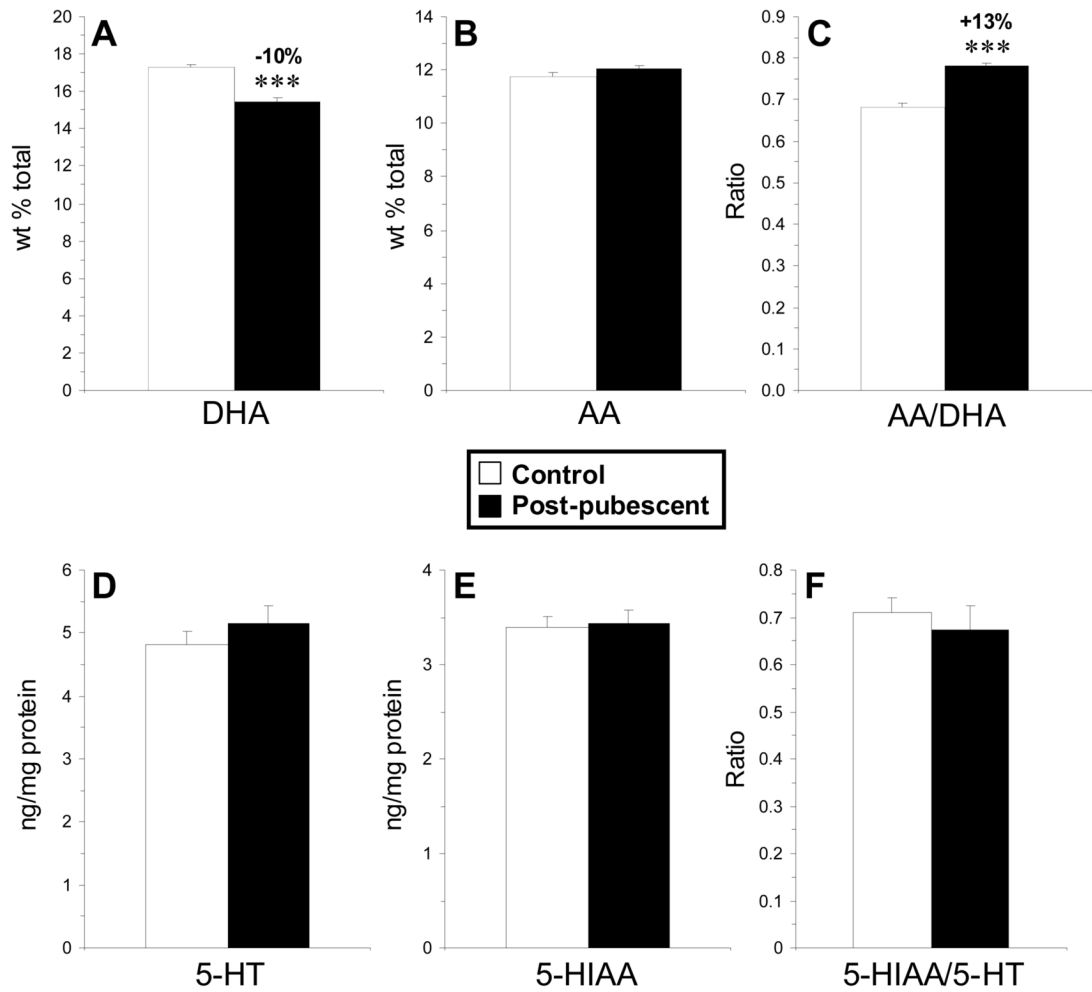 A
-10%
***
20
18
16
14
12
10
8
6
4
2
0
wt % total
DHA
B
14
12
10
8
6
4
2
0
wt % total
AA
C
+13%
***
0.9
0.8
0.7
0.6
0.5
0.4
0.3
0.2
0.1
0.0
Ratio
AA/DHA
Control
Post-pubescent
D
6
5
4
3
2
1
0
ng/mg protein
5-HT
E
4
3
2
1
0
ng/mg protein
5-HIAA
F
0.8
0.7
0.6
0.5
0.4
0.3
0.2
0.1
0
Ratio
5-HIAA/5-HT